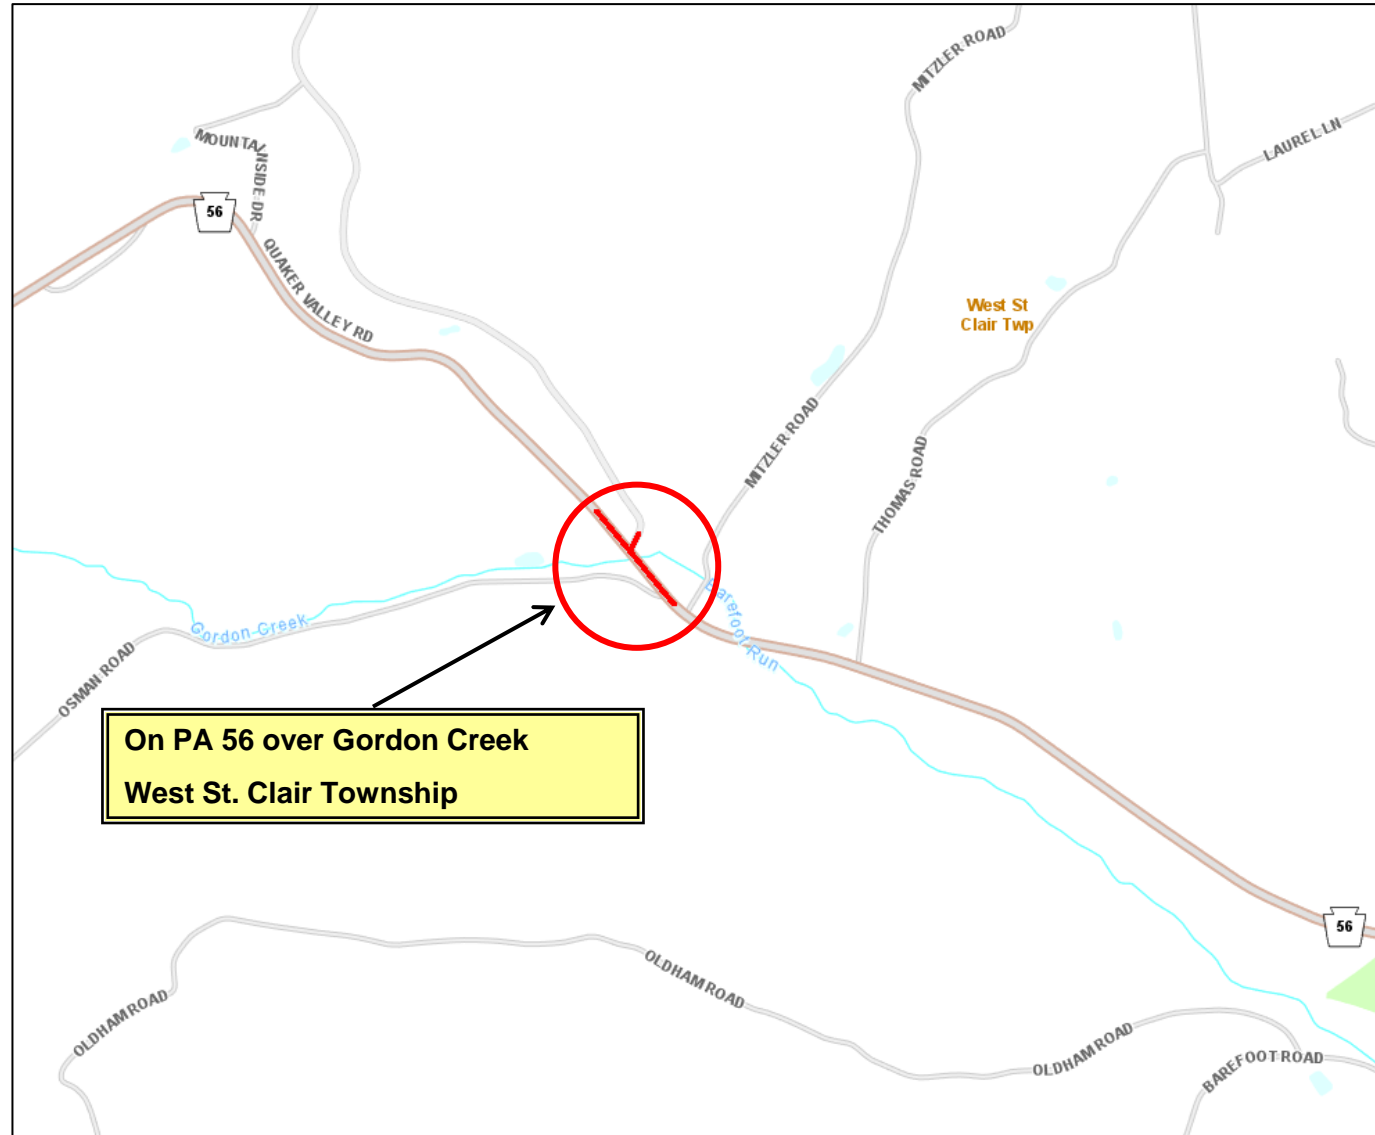 MITZLER ROAD
LAUREL LN
MOUNTAINSIDE DR
56
QUAKER VALLEY RD
West St
Clair Twp
MITZLER ROAD
THOMAS ROAD
Barefoot Run
Gordon Creek
OSMAN ROAD
On PA 56 over Gordon Creek
West St. Clair Township
56
OLDHAM ROAD
OLDHAM ROAD
OLDHAM ROAD
BAREFOOT ROAD